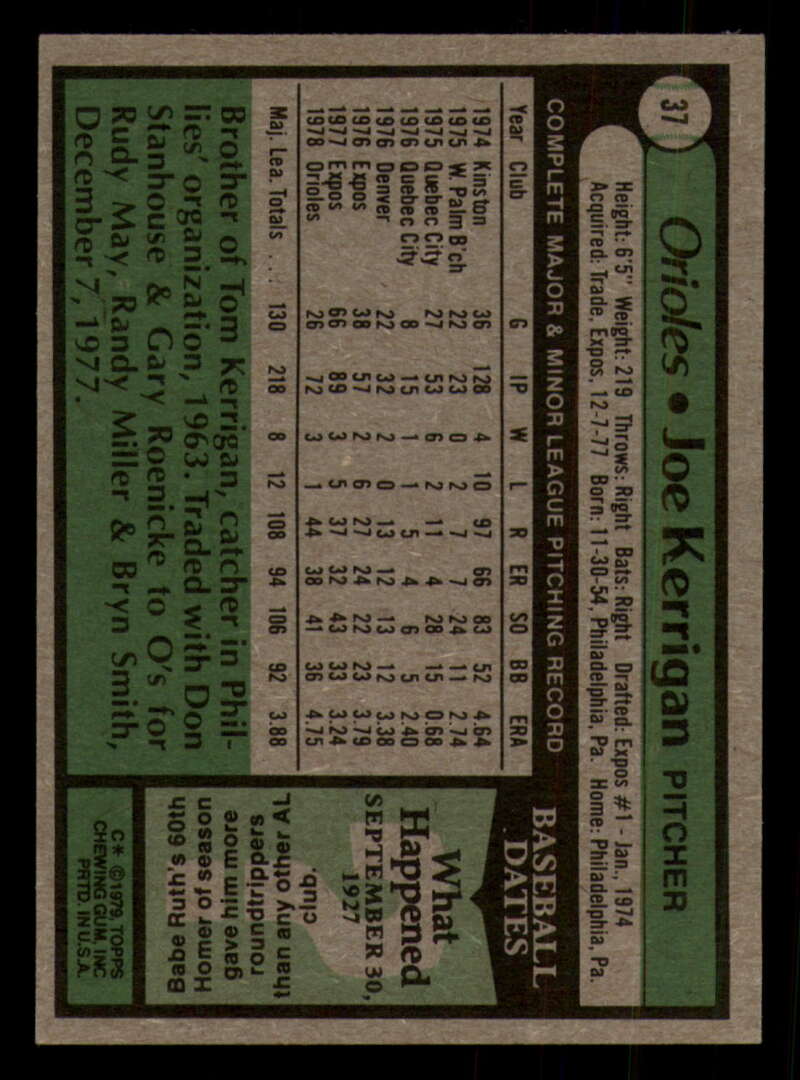 37
Orioles • Joe Kerrigan PITCHER
Height: 6'5" Weight: 219 Throws: Right Bats: Right Drafted: Expos #1 - Jan., 1974
Acquired: Trade, Expos, 12-7-77 Born: 11-30-54, Philadelphia, Pa. Home: Philadelphia, Pa.
COMPLETE MAJOR & MINOR LEAGUE PITCHING RECORD
Year Club G IP W L R ER SO BB ERA
1974 Kinston 36 128 4 10 97 66 83 52 4.64
1975 W. Palm B'ch 22 23 0 2 7 7 24 11 2.74
1975 Quebec City 27 53 6 2 11 4 28 15 0.68
1976 Quebec City 8 15 1 1 5 4 6 5 2.40
1976 Denver 22 32 2 0 13 12 13 12 3.38
1976 Expos 38 57 2 6 27 24 22 23 3.79
1977 Expos 66 89 3 5 37 32 43 33 3.24
1978 Orioles 26 72 3 1 44 38 41 36 4.75
Maj. Lea. Totals . . . 130 218 8 12 108 94 106 92 3.88
Brother of Tom Kerrigan, catcher in Phil-
lies' organization, 1963. Traded with Don
Stanhouse & Gary Roenicke to O's for
Rudy May, Randy Miller & Bryn Smith,
December 7, 1977.
BASEBALL
DATES
What
Happened
SEPTEMBER 30,
1927
Babe Ruth's 60th
Homer of season
gave him more
roundtrippers
than any other AL
club.
C* ©1979, TOPPS
CHEWING GUM, INC
PRTD. IN U.S.A.